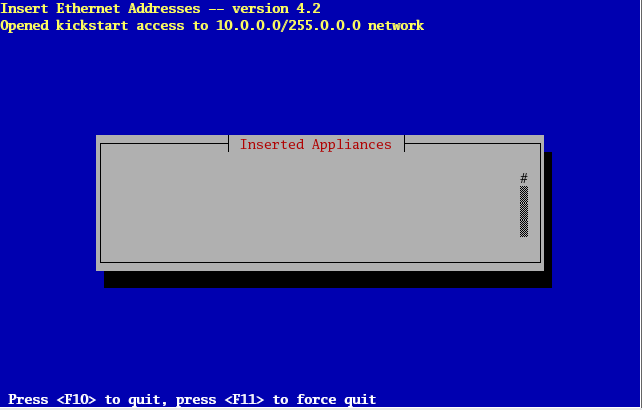 Insert Ethernet Addresses -- version 4.2
Opened kickstart access to 10.0.0.0/255.0.0.0 network
Inserted Appliances
#
Press <F10> to quit, press <F11> to force quit